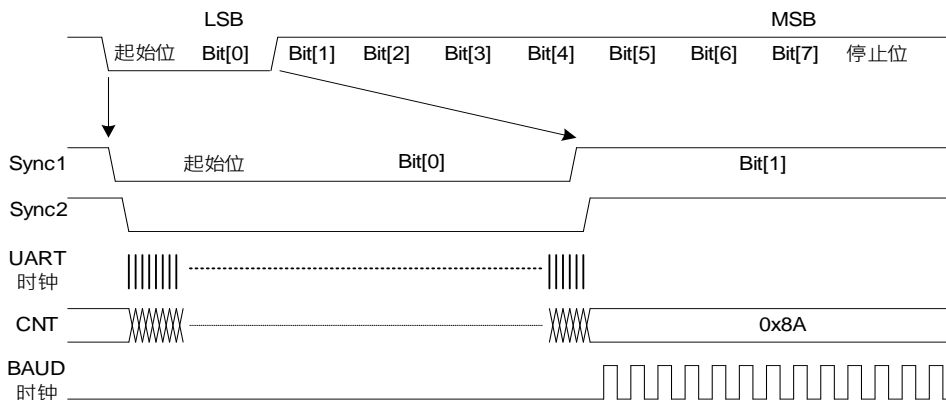 LSB MSB
起始位 Bit[0] Bit[1] Bit[2] Bit[3] Bit[4] Bit[5] Bit[6] Bit[7] 停止位
Sync1 起始位 Bit[0] Bit[1]
Sync2
UART
时钟
CNT 0x8A
BAUD
时钟